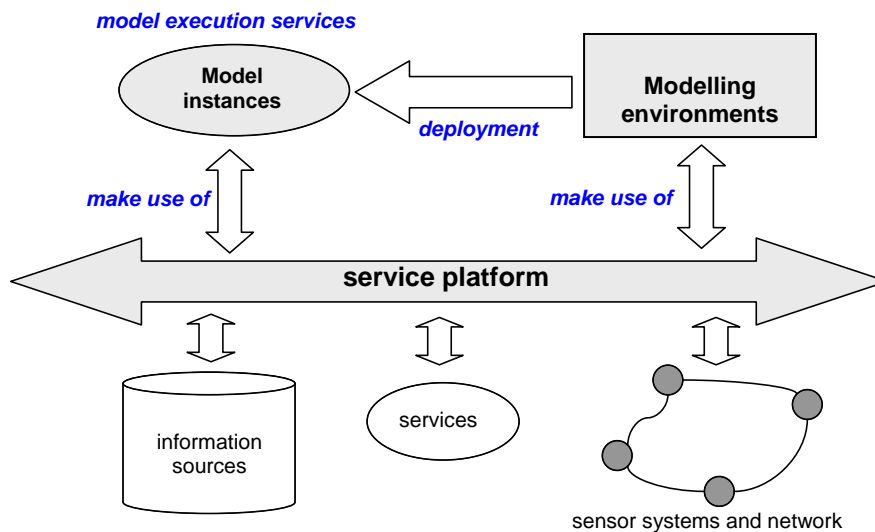 model execution services
Model
instances
Modelling
environments
deployment
make use of
make use of
service platform
information
sources
services
sensor systems and network